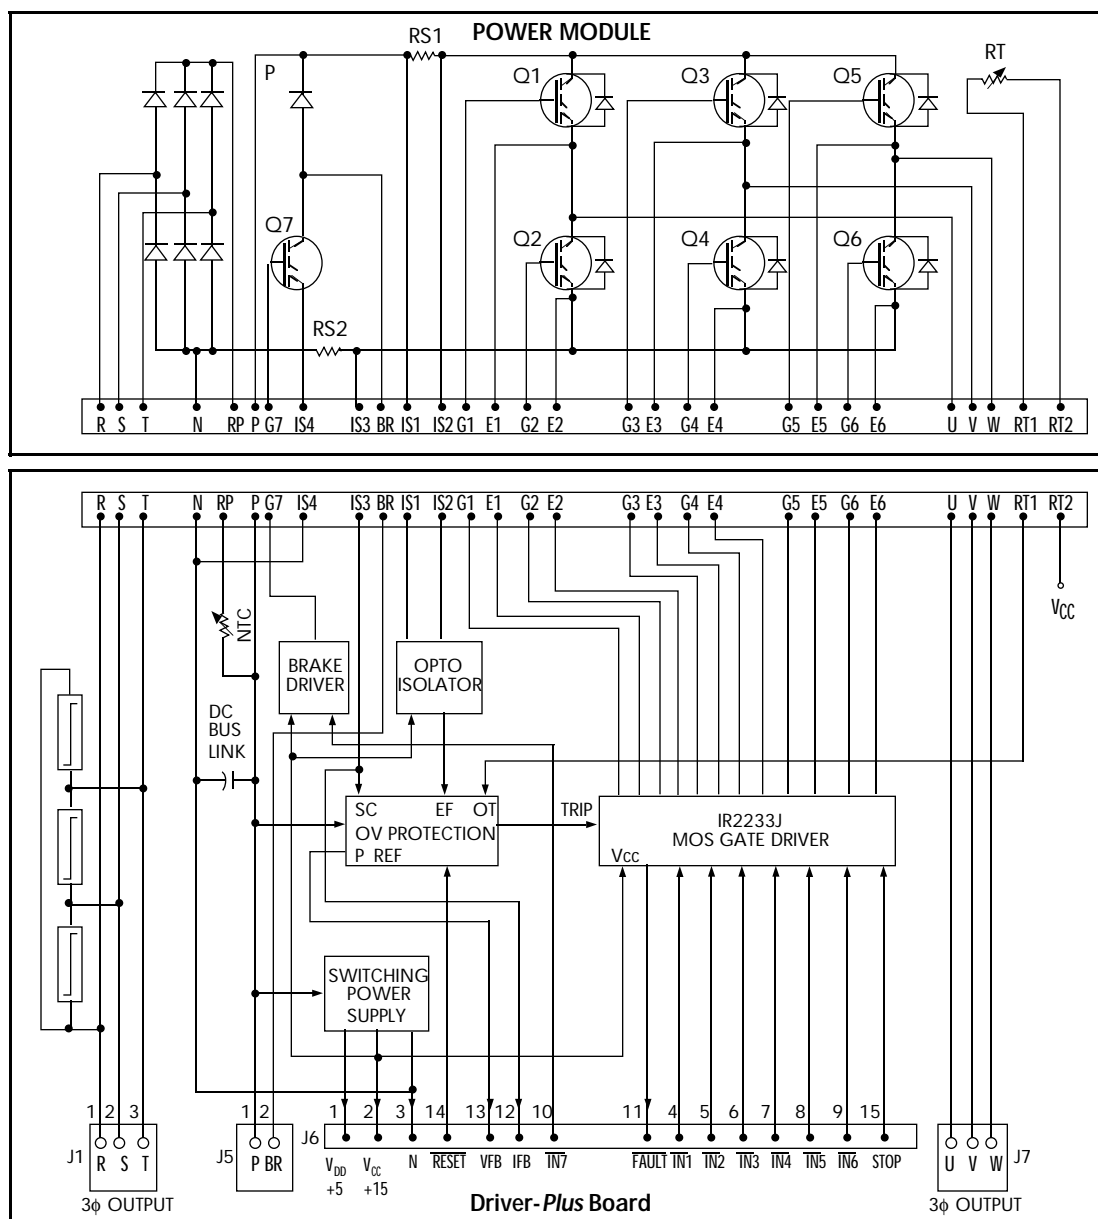 POWER MODULE
RS1
RT
P
Q1
Q3
Q5
Q7
Q2
Q4
Q6
RS2
R S T N RP P G7 IS4 IS3 BR IS1 IS2 G1 E1 G2 E2 G3 E3 G4 E4 G5 E5 G6 E6 U V W RT1 RT2
R S T N RP P G7 IS4 IS3 BR IS1 IS2 G1 E1 G2 E2 G3 E3 G4 E4 G5 E5 G6 E6 U V W RT1 RT2
VCC
NTC
BRAKE
DRIVER
OPTO
ISOLATOR
DC
BUS
LINK
SC EF OT
OV PROTECTION
P REF
TRIP
IR2233J
MOS GATE DRIVER
Vcc
SWITCHING
POWER
SUPPLY
1 2 3
1 2
1 2 3 14 13 12 10 11 4 5 6 7 8 9 15
J1
R S T
3ϕ OUTPUT
J5
P BR
J6
VDD
+5
VCC
+15
N RESET VFB IFB IN7 FAULT IN1 IN2 IN3 IN4 IN5 IN6 STOP
Driver-Plus Board
U V W
J7
3ϕ OUTPUT